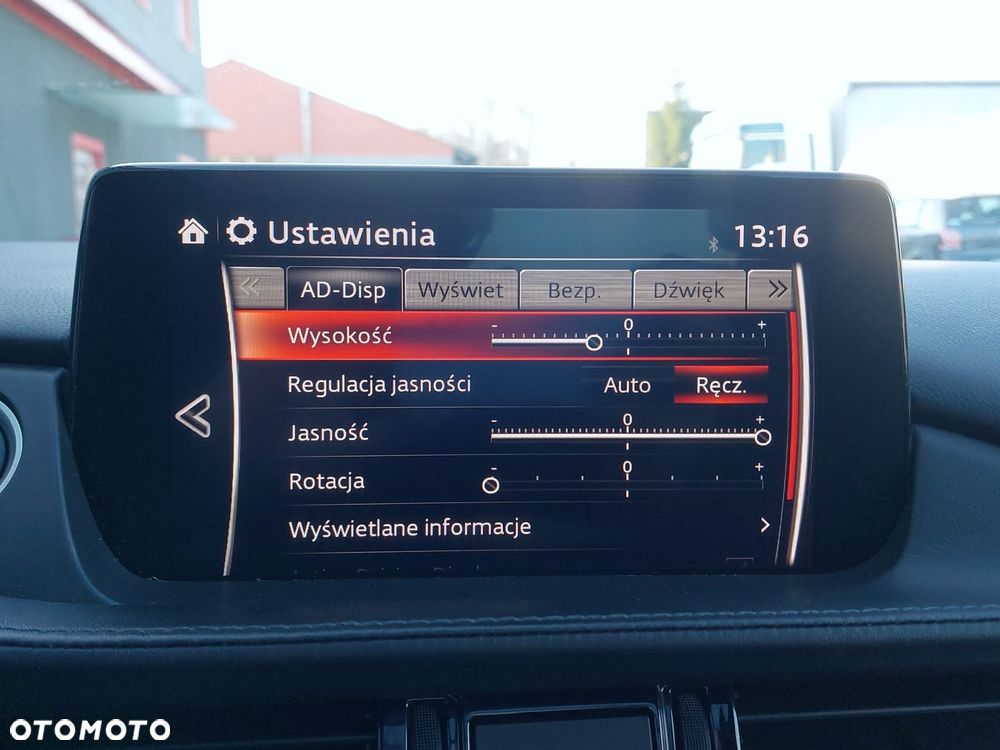 Ustawienia 13:16
AD-Disp Wyświet Bezp. Dźwięk
Wysokość - 0 +
Regulacja jasności Auto Ręcz.
Jasność - 0 +
Rotacja - 0 +
Wyświetlane informacje
OTOMOTO